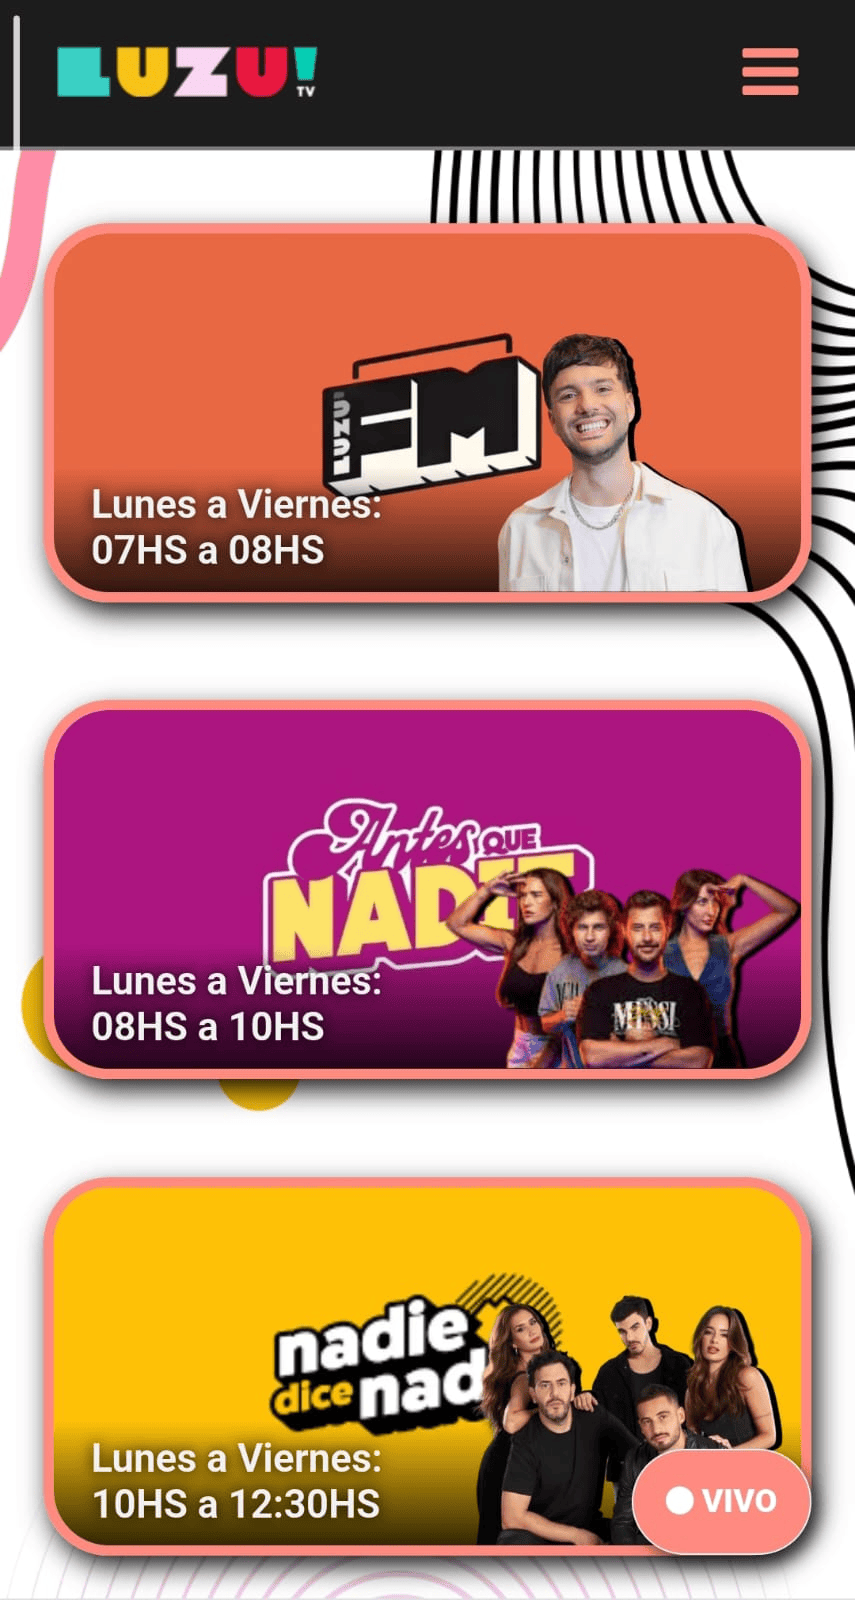 LUZU!
TV
LUZU!
FM
Lunes a Viernes:
07HS a 08HS
Antes QUE
NADIE
MESSI
Lunes a Viernes:
08HS a 10HS
nadie
dice nad
Lunes a Viernes:
10HS a 12:30HS
VIVO